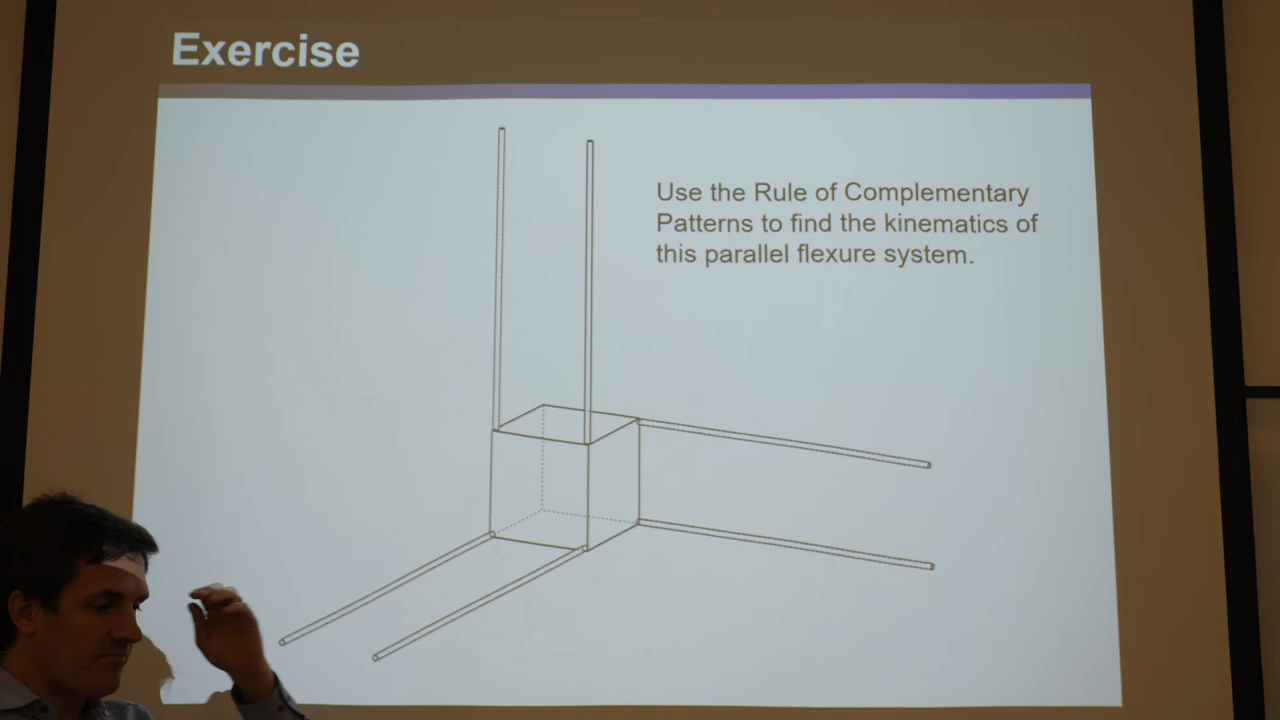 Exercise
Use the Rule of Complementary
Patterns to find the kinematics of
this parallel flexure system.